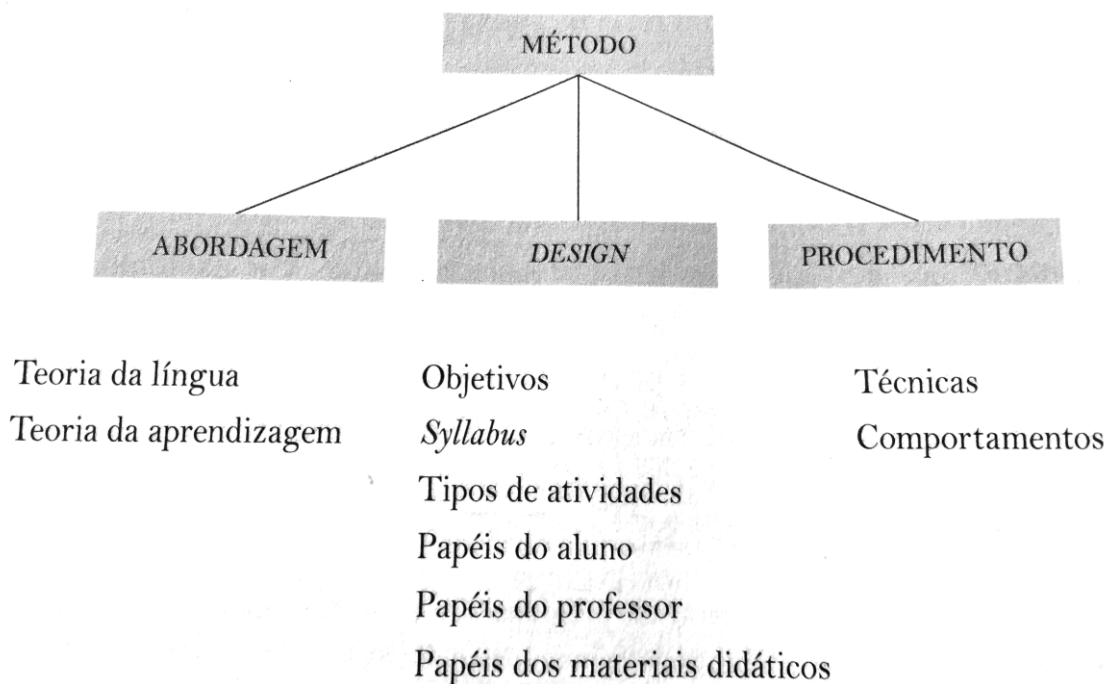 MÉTODO
ABORDAGEM
DESIGN
PROCEDIMENTO
Teoria da língua
Teoria da aprendizagem
Objetivos
Syllabus
Tipos de atividades
Papéis do aluno
Papéis do professor
Papéis dos materiais didáticos
Técnicas
Comportamentos